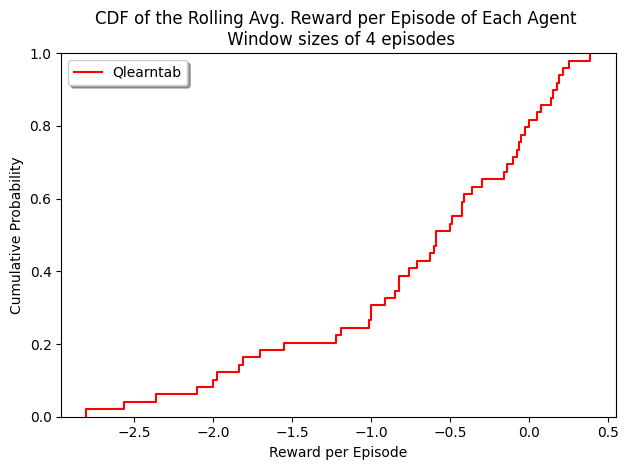 CDF of the Rolling Avg. Reward per Episode of Each Agent
Window sizes of 4 episodes
Qlearntab
Cumulative Probability
1.0
0.8
0.6
0.4
0.2
0.0
−2.5 −2.0 −1.5 −1.0 −0.5 0.0 0.5
Reward per Episode